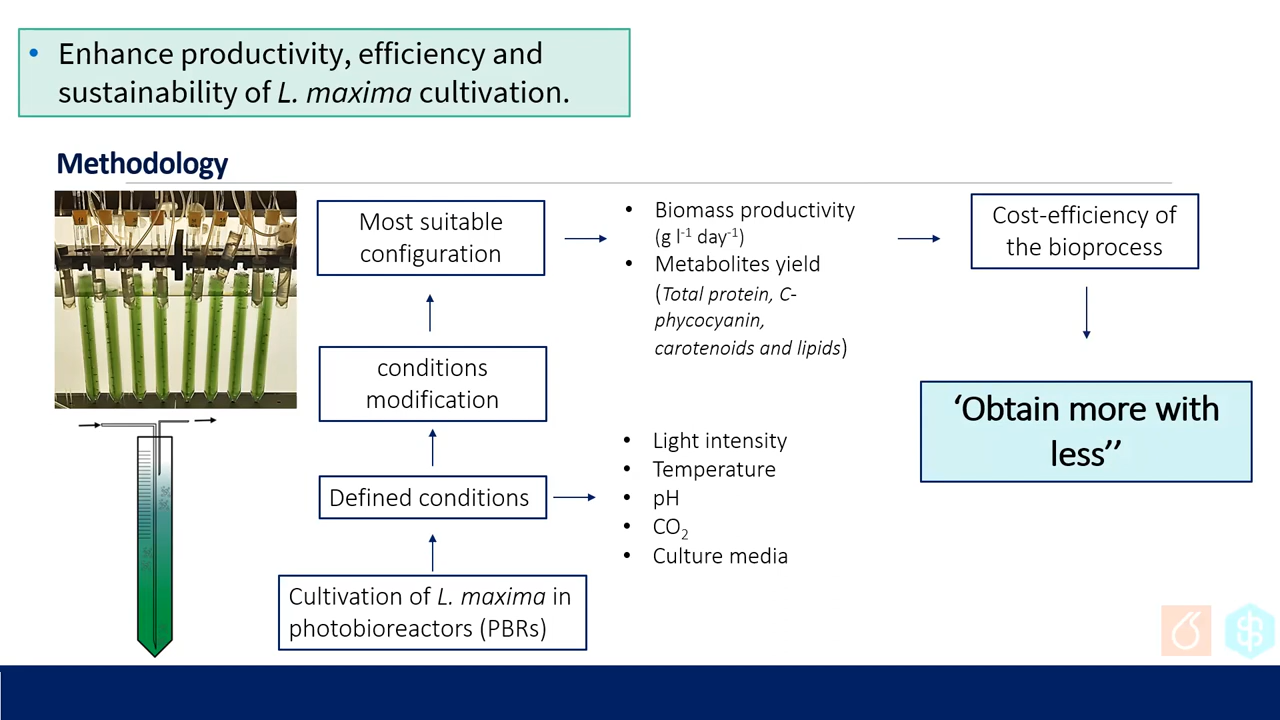 • Enhance productivity, efficiency and
sustainability of L. maxima cultivation.
Methodology
Most suitable
configuration
• Biomass productivity
(g l⁻¹ day⁻¹)
• Metabolites yield
(Total protein, C-
phycocyanin,
carotenoids and lipids)
Cost-efficiency of
the bioprocess
conditions
modification
‘Obtain more with
less’’
Defined conditions
• Light intensity
• Temperature
• pH
• CO₂
• Culture media
Cultivation of L. maxima in
photobioreactors (PBRs)